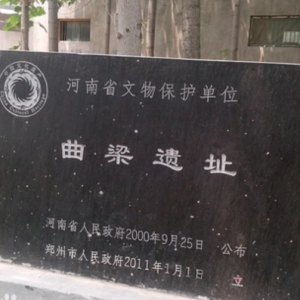 河南省文物保护单位
曲梁遗址
河南省人民政府2000年9月25日 公布
郑州市人民政府2011年1月1日 立